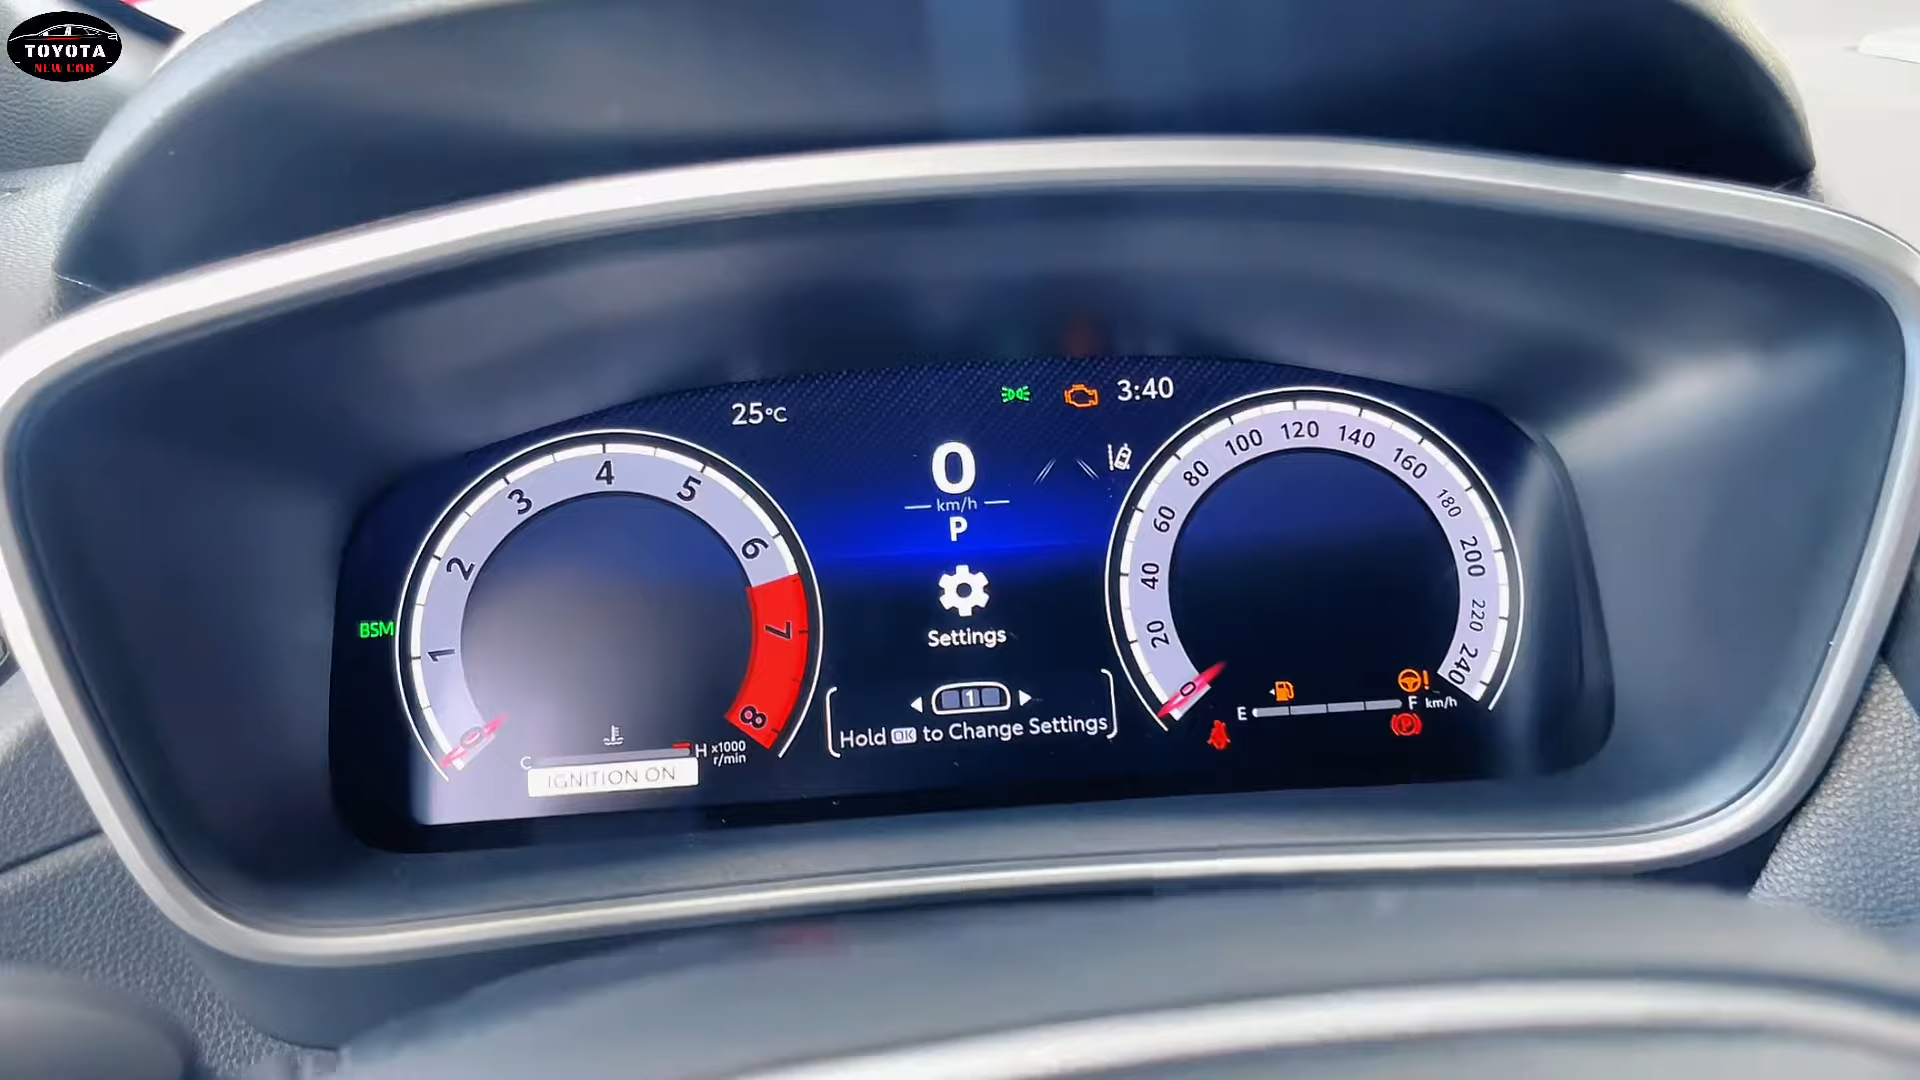 TOYOTA
NEW CAR
25°C
3:40
0
km/h
P
Settings
1
Hold OK to Change Settings
BSM
0
1
2
3
4
5
6
7
8
C
H
x1000
r/min
IGNITION ON
0
20
40
60
80
100
120
140
160
180
200
220
240
E
F
km/h
P